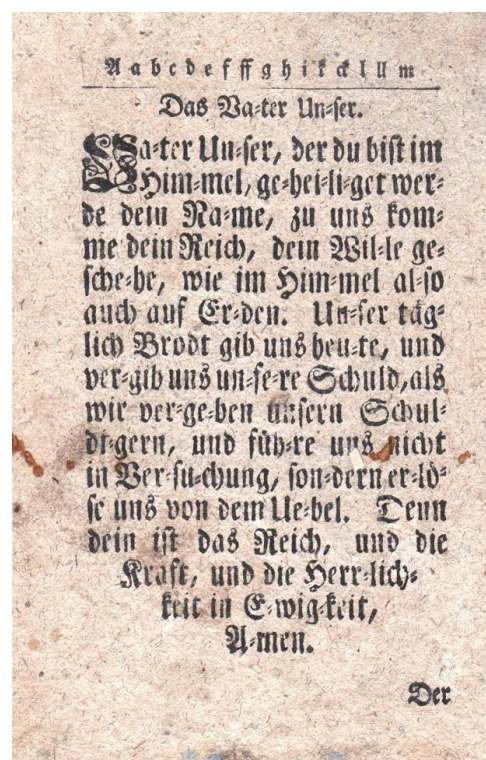 A a b c d e f ff g h i k ck l ll m
Das Va⸗ter Un⸗ser.
Va⸗ter Un⸗ser, der du bist im
Him⸗mel, ge⸗hei⸗li⸗get wer⸗
de dein Na⸗me, zu uns kom⸗
me dein Reich, dein Wil⸗le ge⸗
sche⸗he, wie im Him⸗mel al⸗so
auch auf Er⸗den. Un⸗ser täg⸗
lich Brodt gib uns heu⸗te, und
ver⸗gib uns un⸗se⸗re Schuld, als
wir ver⸗ge⸗ben unsern Schul⸗
di⸗gern, und füh⸗re uns nicht
in Ver⸗su⸗chung, son⸗dern er⸗lö⸗
se uns von dem Ue⸗bel. Denn
dein ist das Reich, und die
Kraft, und die Herr⸗lich⸗
keit in E⸗wig⸗keit,
A⸗men.
Der